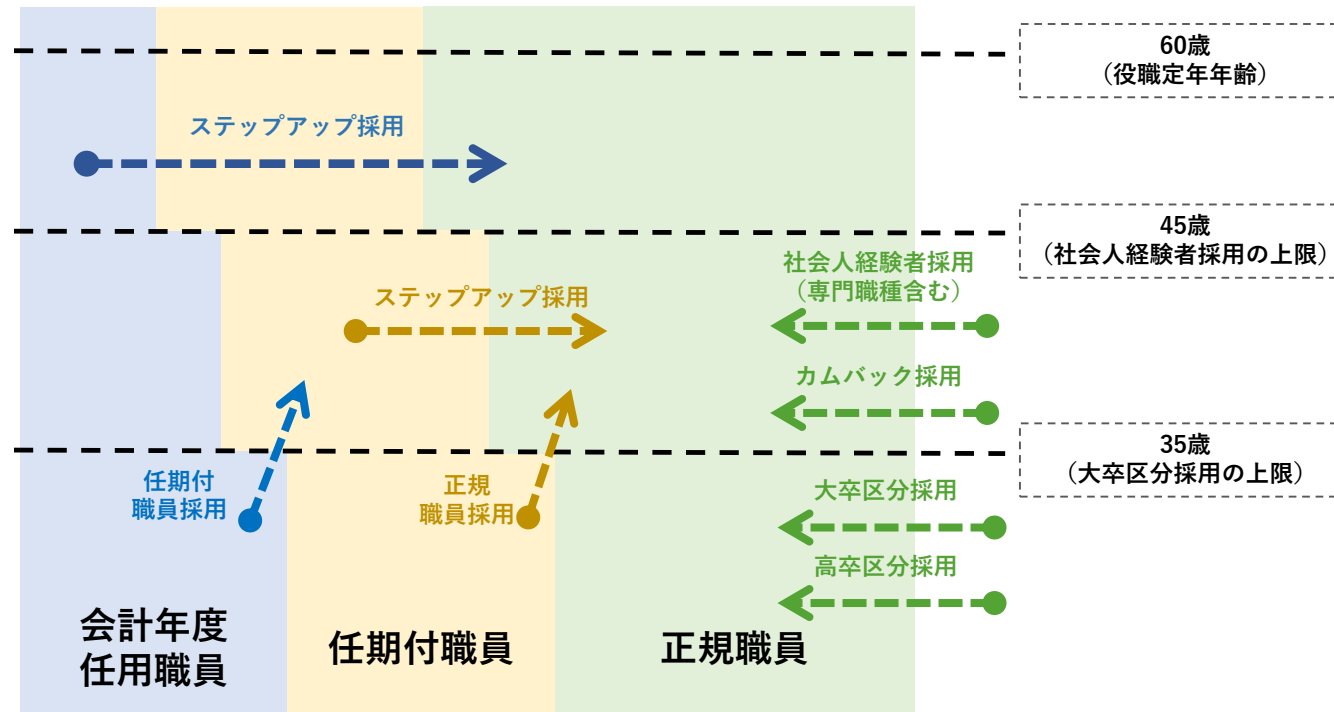 60歳
（役職定年年齢）
ステップアップ採用
45歳
（社会人経験者採用の上限）
社会人経験者採用
（専門職種含む）
ステップアップ採用
カムバック採用
35歳
（大卒区分採用の上限）
任期付
職員採用
正規
職員採用
大卒区分採用
高卒区分採用
会計年度
任用職員
任期付職員
正規職員